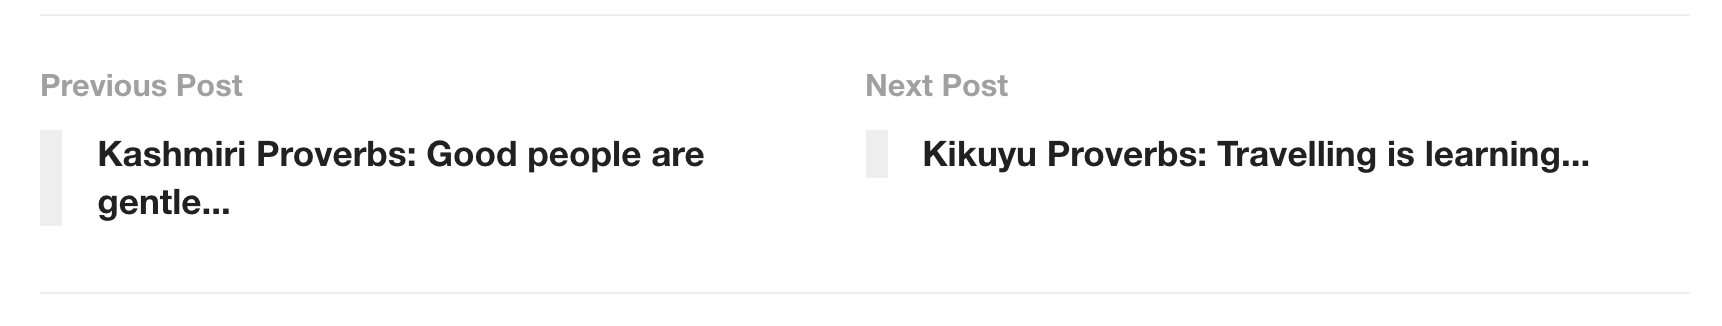 Previous Post
Kashmiri Proverbs: Good people are
gentle...
Next Post
Kikuyu Proverbs: Travelling is learning...